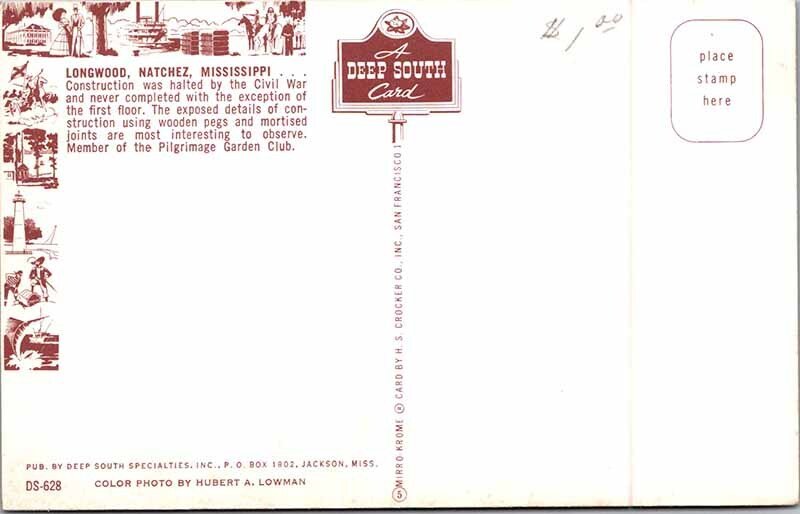 LONGWOOD, NATCHEZ, MISSISSIPPI . . .
Construction was halted by the Civil War
and never completed with the exception of
the first floor. The exposed details of con-
struction using wooden pegs and mortised
joints are most interesting to observe.
Member of the Pilgrimage Garden Club.
A
DEEP SOUTH
Card
place
stamp
here
MIRRO KROME ® CARD BY H. S. CROCKER CO., INC., SAN FRANCISCO 1
5
PUB. BY DEEP SOUTH SPECIALTIES, INC., P. O. BOX 1802, JACKSON, MISS.
DS-628 COLOR PHOTO BY HUBERT A. LOWMAN